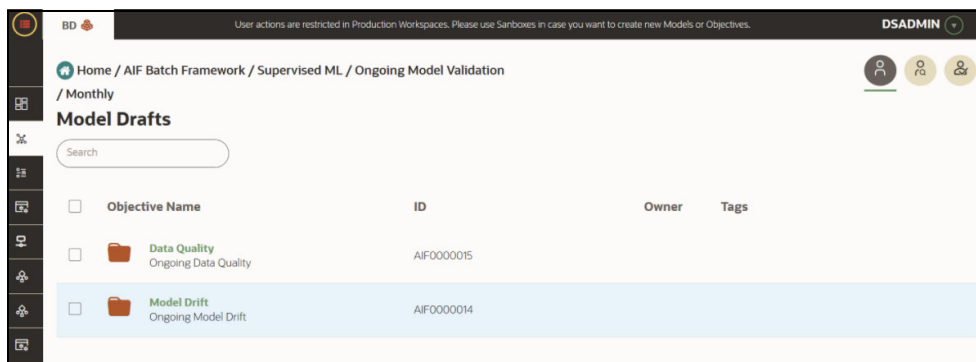 BD
User actions are restricted in Production Workspaces. Please use Sanboxes in case you want to create new Models or Objectives.
DSADMIN
Home / AIF Batch Framework / Supervised ML / Ongoing Model Validation
/ Monthly
Model Drafts
Search
Objective Name ID Owner Tags
Data Quality
Ongoing Data Quality
AIF0000015
Model Drift
Ongoing Model Drift
AIF0000014